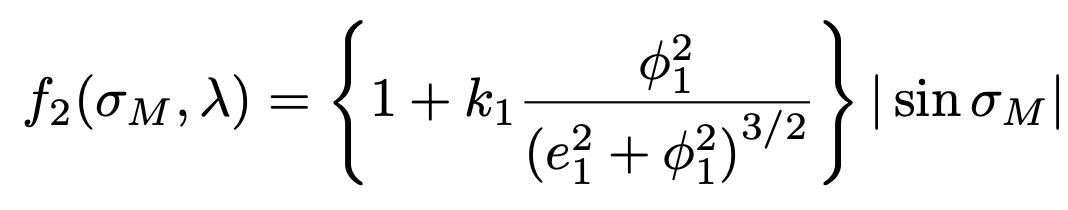 f_2(\sigma_M, \lambda) = \left\{ 1 + k_1 \frac{\phi_1^2}{\left(e_1^2 + \phi_1^2\right)^{3/2}} \right\} |\sin \sigma_M|